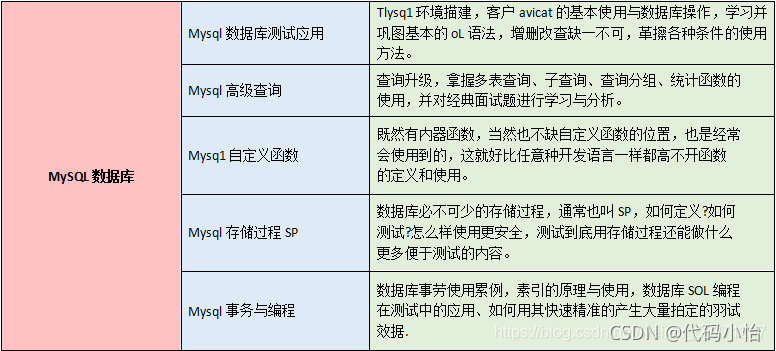 MySQL 数据库
Mysql 数据库测试应用
Tlysq1 环境描建，客户 avicat 的基本使用与数据库操作，学习并
巩图基本的 oL 语法，增删改查缺一不可，革擦各种条件的使用
方法。
Mysql 高级查询
查询升级，拿握多表查询、子查询、查询分组、统计函数的
使用，并对经典面试题进行学习与分析。
Mysq1 自定义函数
既然有内器函数，当然也不缺自定义函数的位置，也是经常
会使用到的，这就好比任意种开发语言一样都高不开函数
的定义和使用。
Mysql 存储过程 SP
数据库必不可少的存储过程，通常也叫 SP，如何定义?如何
测试?怎么样使用更安全，测试到底用存储过程还能做什么
更多便于测试的内容。
Mysql 事务与编程
数据库事劳使用累例，素引的原理与使用，数据库 SOL 编程
在测试中的应用、如何用其快速精准的产生大量拍定的羽试
效据.
CSDN @代码小怡